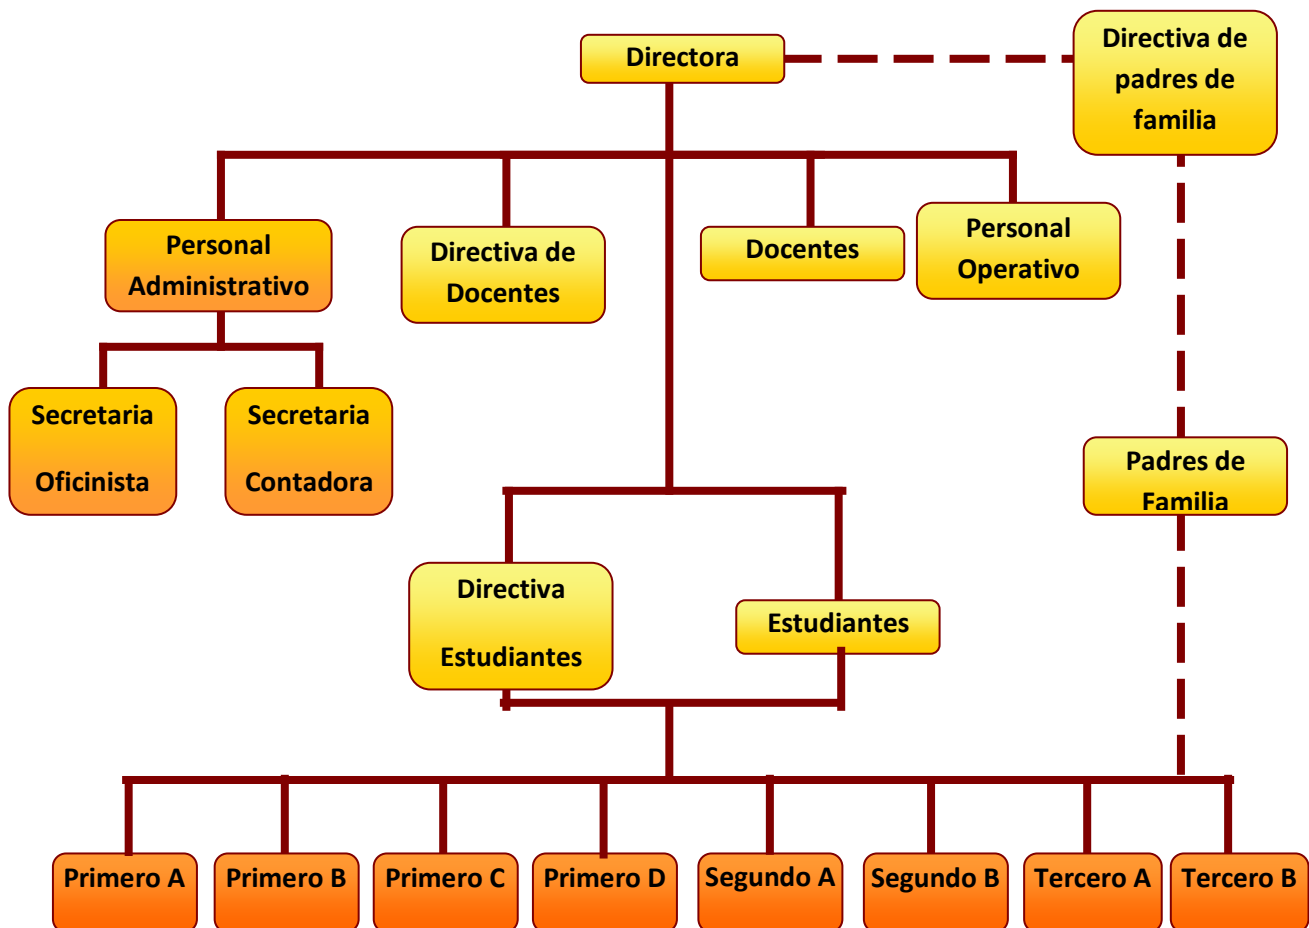 Directora
Directiva de
padres de
familia
Personal
Administrativo
Directiva de
Docentes
Docentes
Personal
Operativo
Secretaria
Oficinista
Secretaria
Contadora
Padres de
Familia
Directiva
Estudiantes
Estudiantes
Primero A
Primero B
Primero C
Primero D
Segundo A
Segundo B
Tercero A
Tercero B